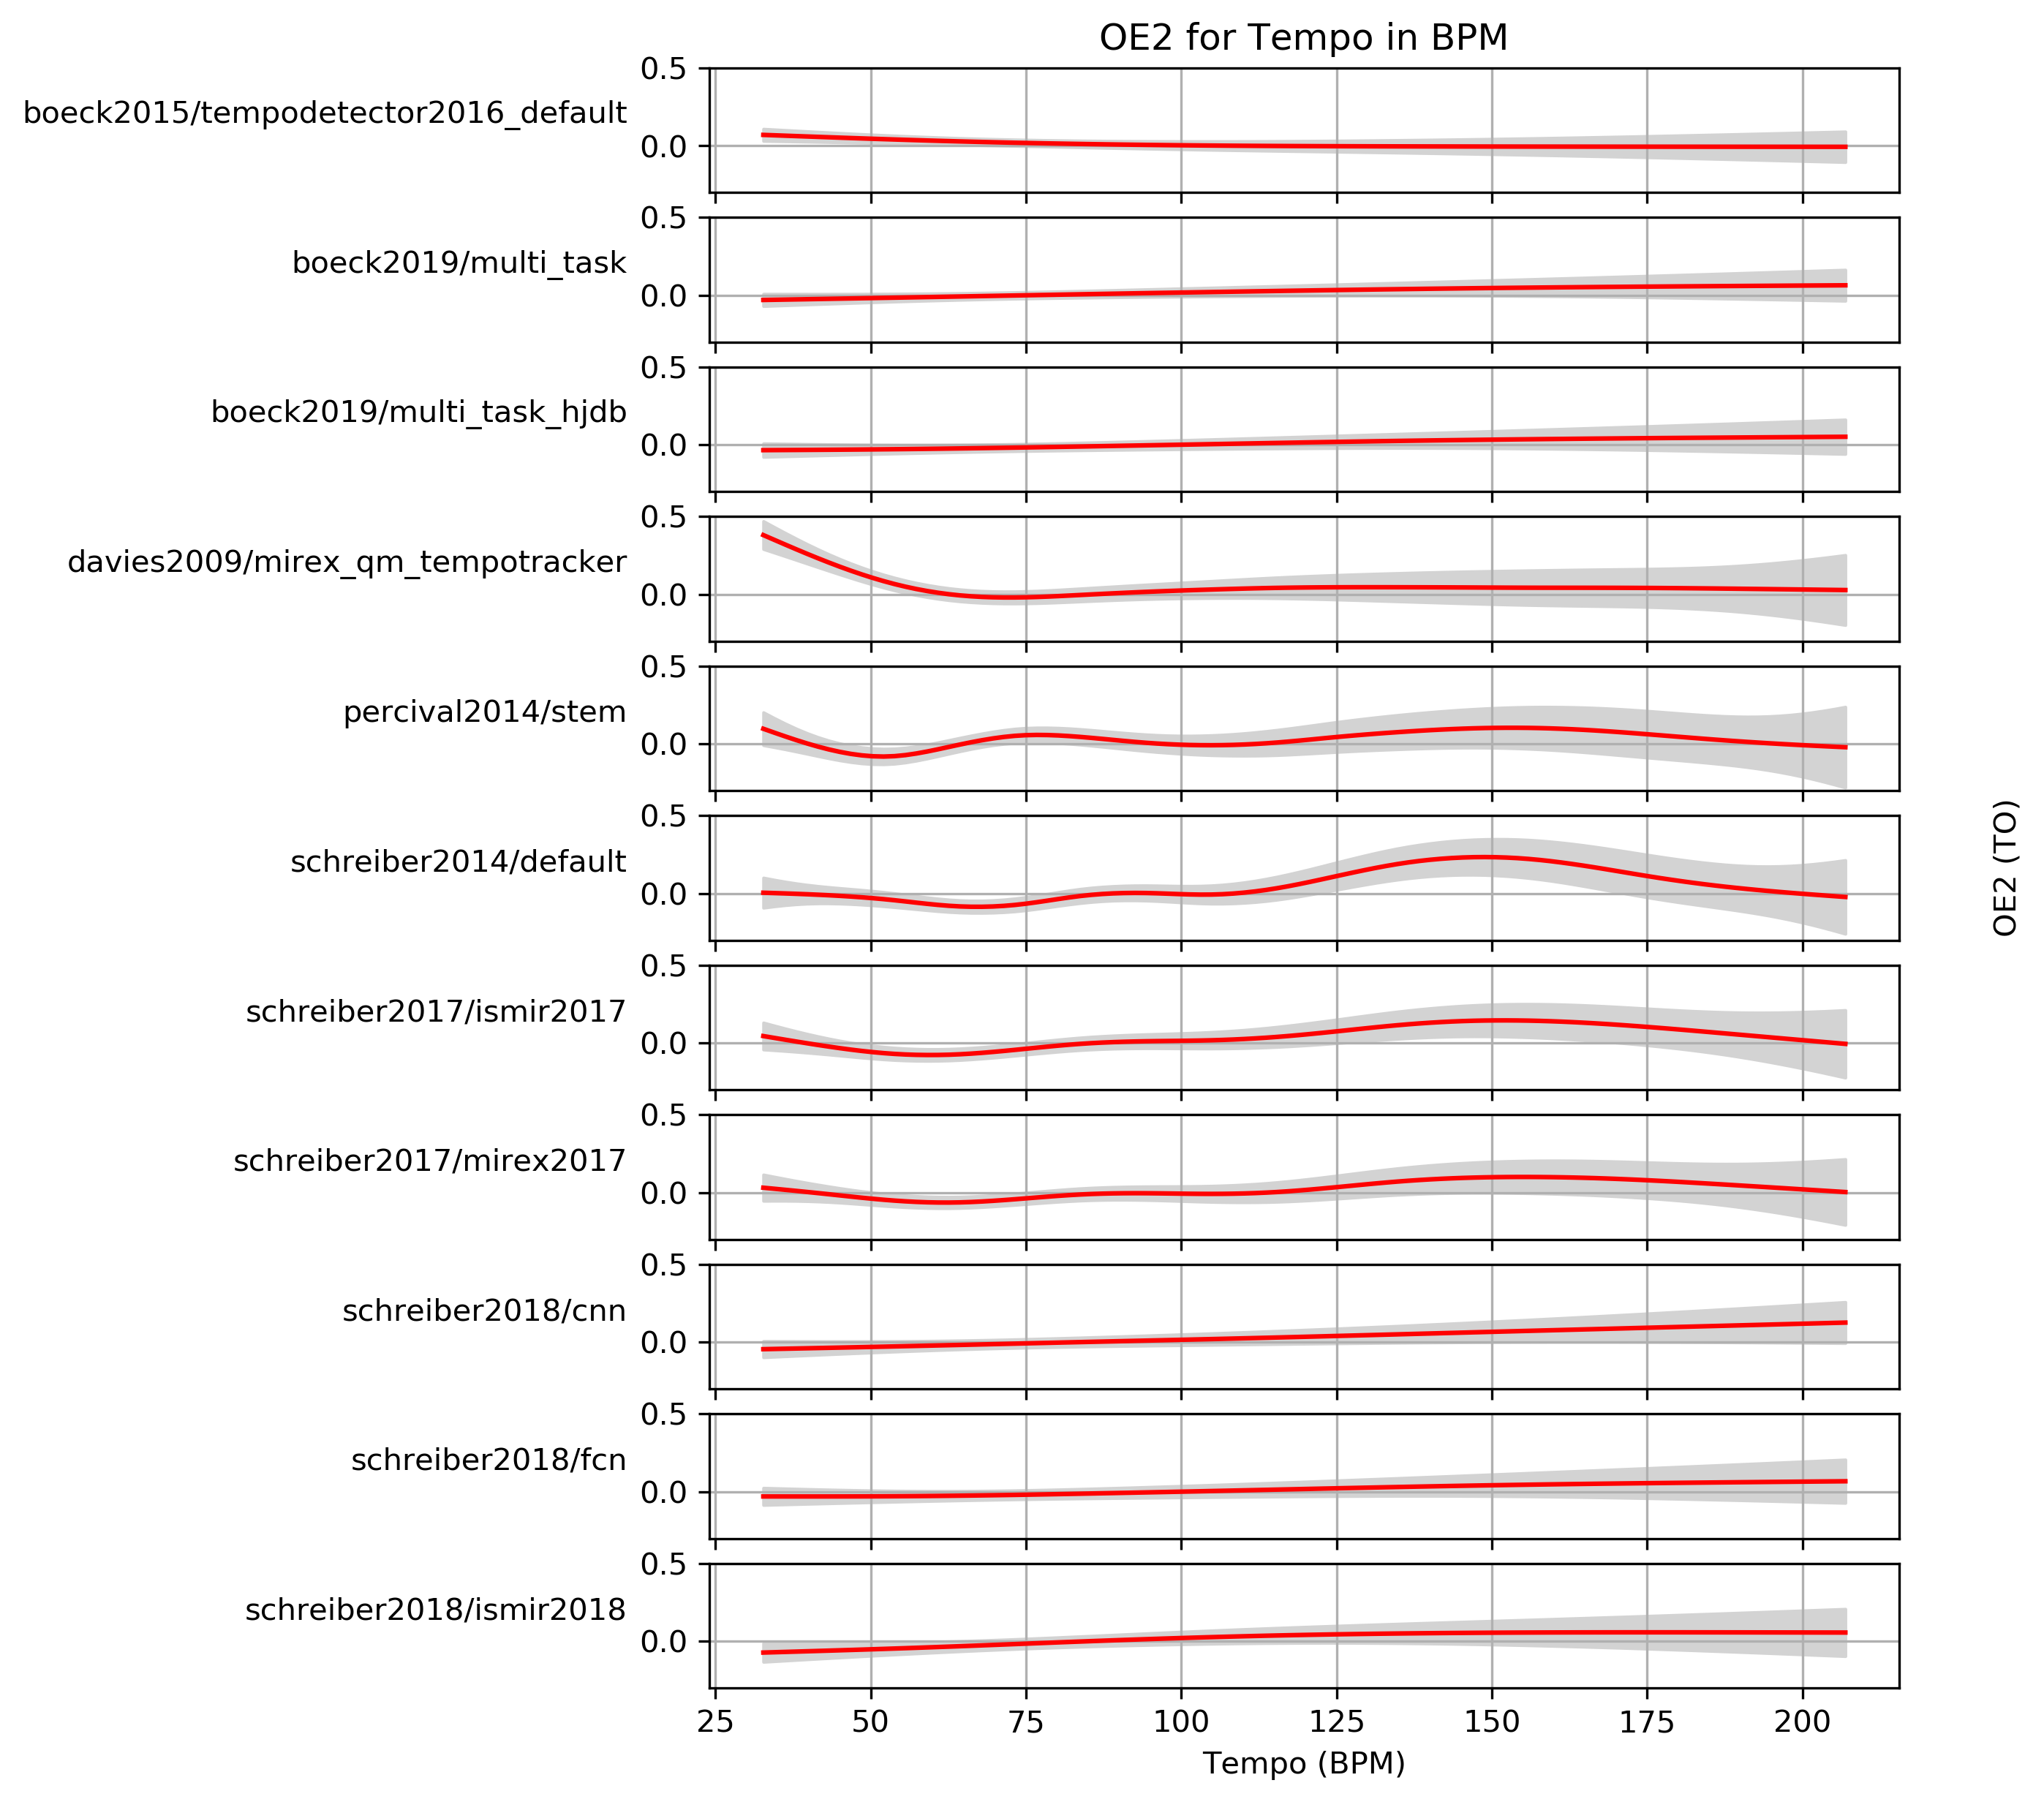 OE2 for Tempo in BPM
0.5
boeck2015/tempodetector2016_default
0.0
0.5
boeck2019/multi_task
0.0
0.5
boeck2019/multi_task_hjdb
0.0
0.5
davies2009/mirex_qm_tempotracker
0.0
0.5
percival2014/stem
0.0
0.5
schreiber2014/default
0.0
OE2 (TO)
0.5
schreiber2017/ismir2017
0.0
0.5
schreiber2017/mirex2017
0.0
0.5
schreiber2018/cnn
0.0
0.5
schreiber2018/fcn
0.0
0.5
schreiber2018/ismir2018
0.0
25 50 75 100 125 150 175 200
Tempo (BPM)